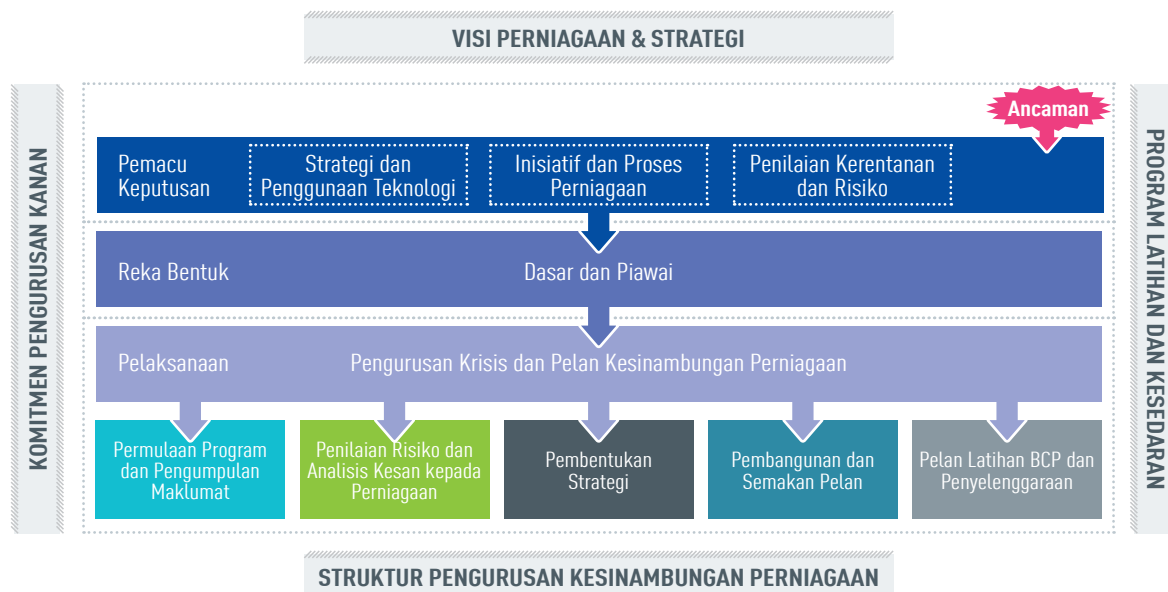 VISI PERNIAGAAN & STRATEGI
KOMITMEN PENGURUSAN KANAN
Ancaman
Pemacu
Keputusan
Strategi dan
Penggunaan Teknologi
Inisiatif dan Proses
Perniagaan
Penilaian Kerentanan
dan Risiko
Reka Bentuk
Dasar dan Piawai
Pelaksanaan
Pengurusan Krisis dan Pelan Kesinambungan Perniagaan
Permulaan Program
dan Pengumpulan
Maklumat
Penilaian Risiko dan
Analisis Kesan kepada
Perniagaan
Pembentukan
Strategi
Pembangunan dan
Semakan Pelan
Pelan Latihan BCP dan
Penyelenggaraan
PROGRAM LATIHAN DAN KESEDARAN
STRUKTUR PENGURUSAN KESINAMBUNGAN PERNIAGAAN